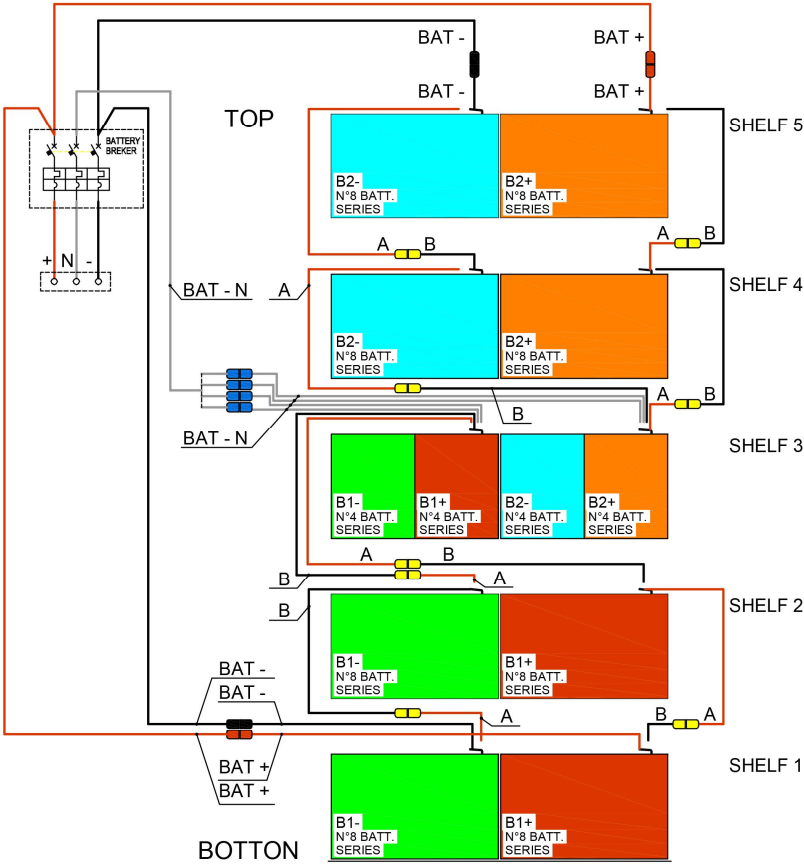 BAT -
BAT +
BAT -
BAT +
TOP
SHELF 5
BATTERY
BREKER
B2-
N°8 BATT.
SERIES
B2+
N°8 BATT.
SERIES
A
B
A
B
+ N -
BAT - N
A
SHELF 4
B2-
N°8 BATT.
SERIES
B2+
N°8 BATT.
SERIES
B
A
B
BAT - N
SHELF 3
B1-
N°4 BATT.
SERIES
B1+
N°4 BATT.
SERIES
B2-
N°4 BATT.
SERIES
B2+
N°4 BATT.
SERIES
A
B
B
A
B
SHELF 2
B1-
N°8 BATT.
SERIES
B1+
N°8 BATT.
SERIES
BAT -
BAT -
A
B
A
BAT +
BAT +
SHELF 1
B1-
N°8 BATT.
SERIES
B1+
N°8 BATT.
SERIES
BOTTON